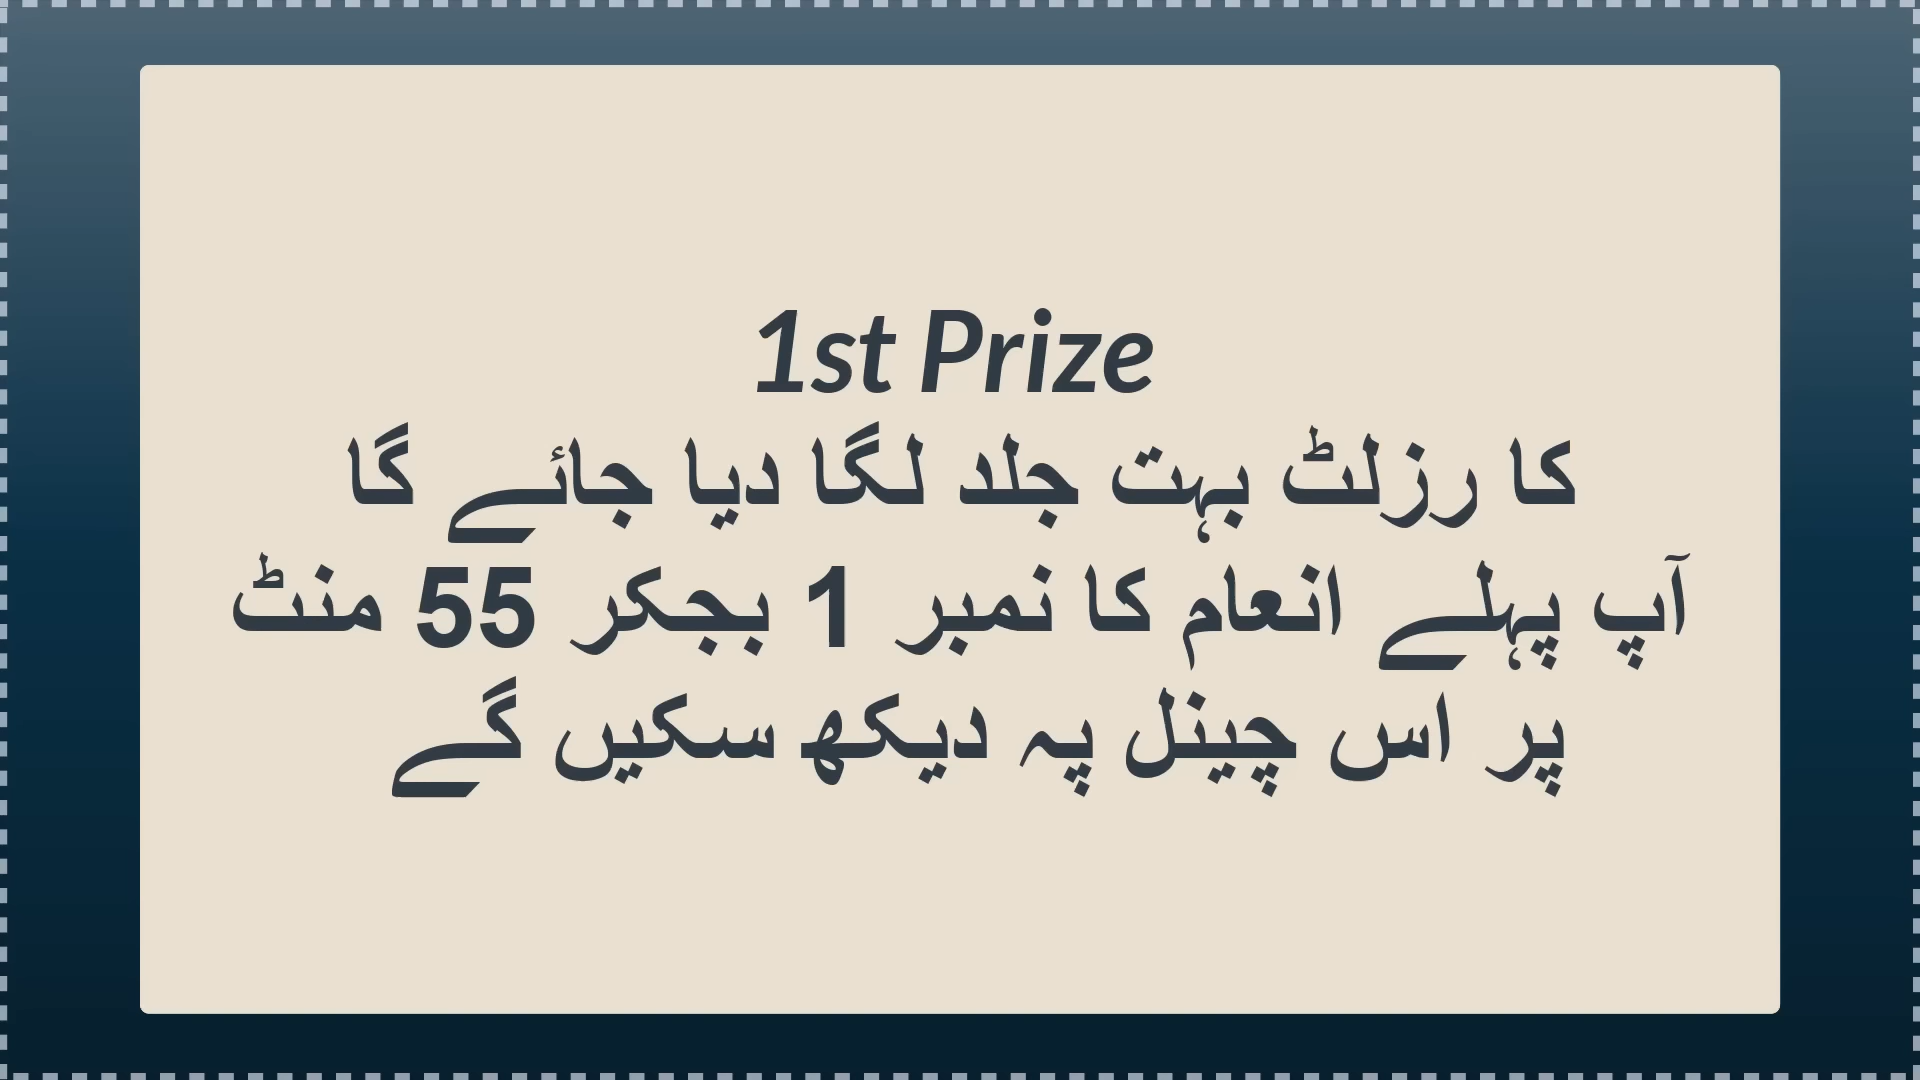 1st Prize
کا رزلٹ بہت جلد لگا دیا جائے گا
آپ پہلے انعام کا نمبر 1 بجکر 55 منٹ
پر اس چینل پہ دیکھ سکیں گے